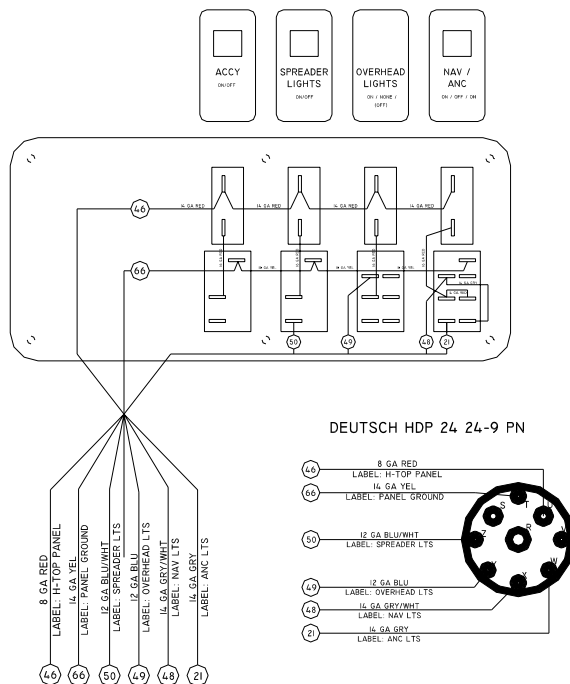 ACCY
ON/OFF
SPREADER
LIGHTS
ON/OFF
OVERHEAD
LIGHTS
ON / NONE /
(OFF)
NAV /
ANC
ON / OFF / ON
46
14 GA RED
14 GA RED
14 GA RED
14 GA RED
66
14 GA YEL
14 GA YEL
14 GA YEL
14 GA RED
14 GA GRY
50
49
48
21
DEUTSCH HDP 24 24-9 PN
46
8 GA RED
LABEL: H-TOP PANEL
66
14 GA YEL
LABEL: PANEL GROUND
50
12 GA BLU/WHT
LABEL: SPREADER LTS
49
12 GA BLU
LABEL: OVERHEAD LTS
48
14 GA GRY/WHT
LABEL: NAV LTS
21
14 GA GRY
LABEL: ANC LTS
S
T
U
R
Z
V
Y
X
W
8 GA RED
LABEL: H-TOP PANEL
14 GA YEL
LABEL: PANEL GROUND
12 GA BLU/WHT
LABEL: SPREADER LTS
12 GA BLU
LABEL: OVERHEAD LTS
14 GA GRY/WHT
LABEL: NAV LTS
14 GA GRY
LABEL: ANC LTS
46
66
50
49
48
21